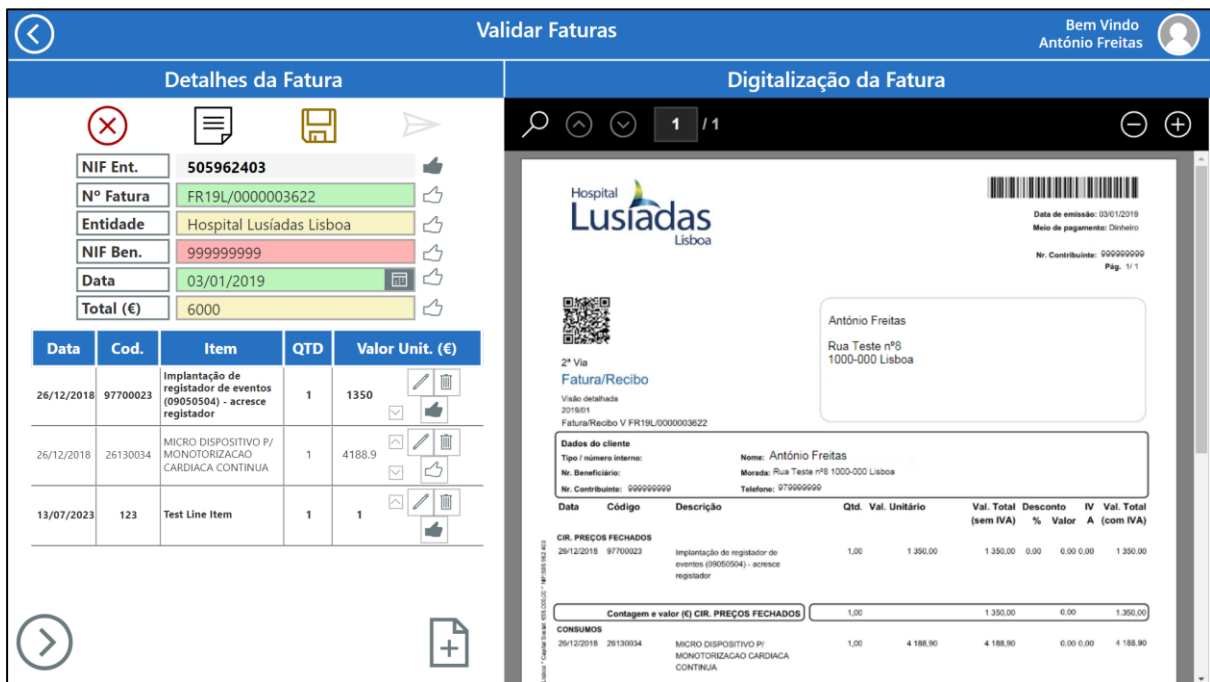 Validar Faturas
Bem Vindo
António Freitas
Detalhes da Fatura
NIF Ent. 505962403
Nº Fatura FR19L/0000003622
Entidade Hospital Lusíadas Lisboa
NIF Ben. 999999999
Data 03/01/2019
Total (€) 6000
Data Cod. Item QTD Valor Unit. (€)
Implantação de
registador de eventos
26/12/2018 97700023 (09050504) - acresce 1 1350
registador
MICRO DISPOSITIVO P/
26/12/2018 26130034 MONOTORIZACAO 1 4188.9
CARDIACA CONTINUA
13/07/2023 123 Test Line Item 1 1
Digitalização da Fatura
1 / 1
Hospital
Lusíadas
Lisboa
Data de emissão: 03/01/2019
Meio de pagamento: Dinheiro
Nr. Contribuinte: 999999999
Pág. 1/ 1
António Freitas
Rua Teste nº8
1000-000 Lisboa
2ª Via
Fatura/Recibo
Visão detalhada
2019/01
Fatura/Recibo V FR19L/0000003622
Dados do cliente
Tipo / número interno: Nome: António Freitas
Nr. Beneficiário: Morada: Rua Teste nº8 1000-000 Lisboa
Nr. Contribuinte: 999999999 Telefone: 979999999
Data Código Descrição Qtd. Val. Unitário Val. Total Desconto IV Val. Total
(sem IVA) % Valor A (com IVA)
CIR. PREÇOS FECHADOS
26/12/2018 97700023 Implantação de registador de 1,00 1 350,00 1 350,00 0,00 0,00 0,00 1 350,00
eventos (09050504) - acresce
registador
Contagem e valor (€) CIR. PREÇOS FECHADOS 1,00 1 350,00 0,00 1.350,00
CONSUMOS
26/12/2018 26130034 MICRO DISPOSITIVO P/ 1,00 4 188,90 4 188,90 0,00 0,00 4 188,90
MONOTORIZACAO CARDIACA
CONTINUA